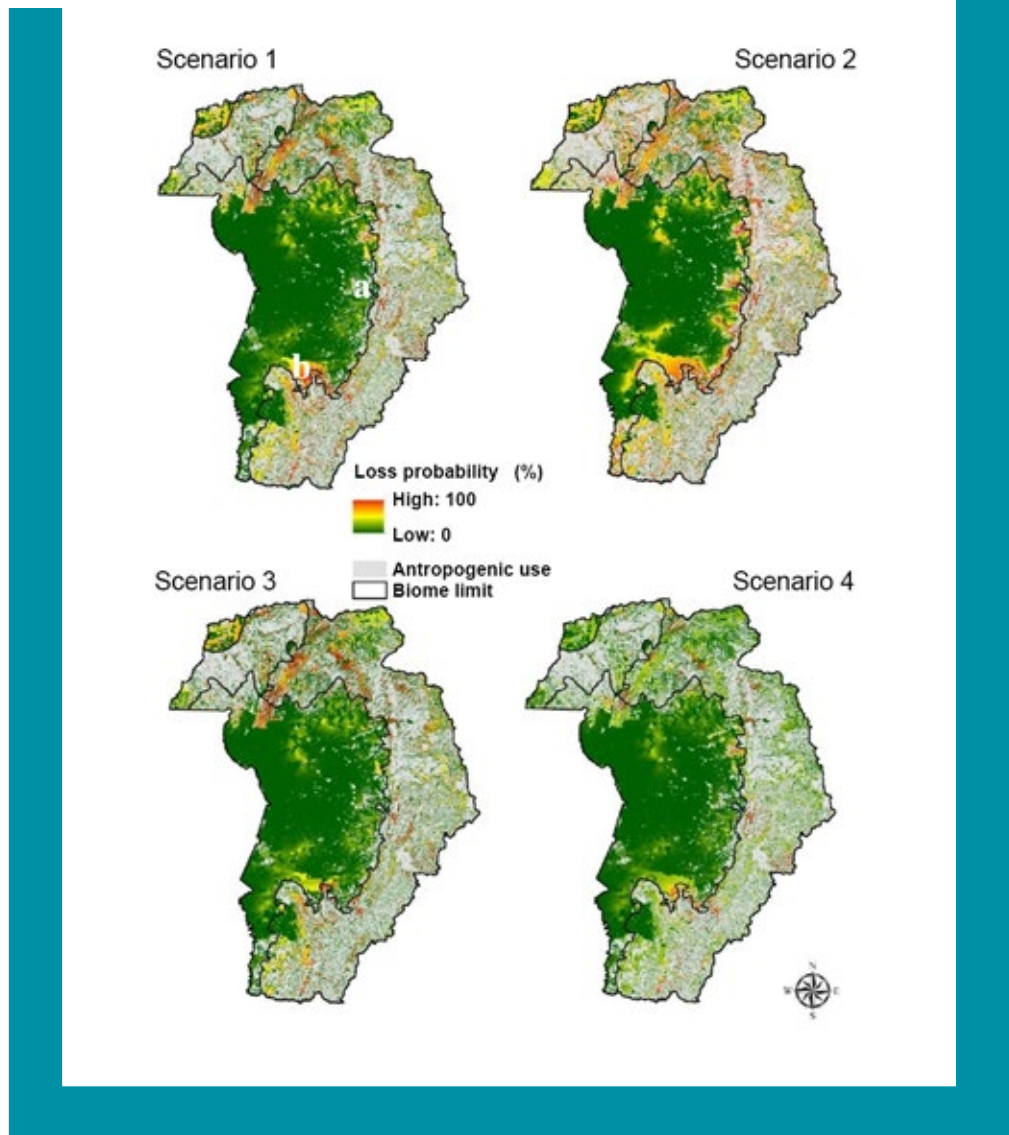 Scenario 1
Scenario 2
a
b
Loss probability (%)
High: 100
Low: 0
Antropogenic use
Biome limit
Scenario 3
Scenario 4
N
W E
S